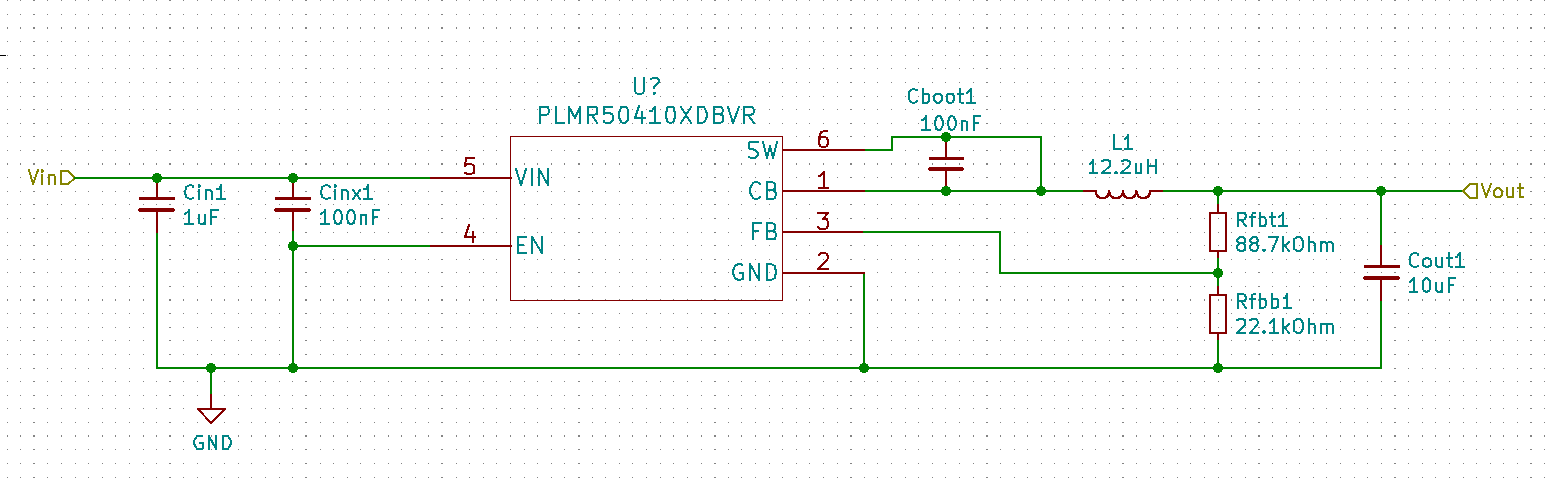 U?
PLMR50410XDBVR
Cboot1
100nF
L1
12.2uH
Vin
Cin1
1uF
Cinx1
100nF
5
VIN
4
EN
SW
6
CB
1
FB
3
GND
2
Vout
Rfbt1
88.7kOhm
Rfbb1
22.1kOhm
Cout1
10uF
GND